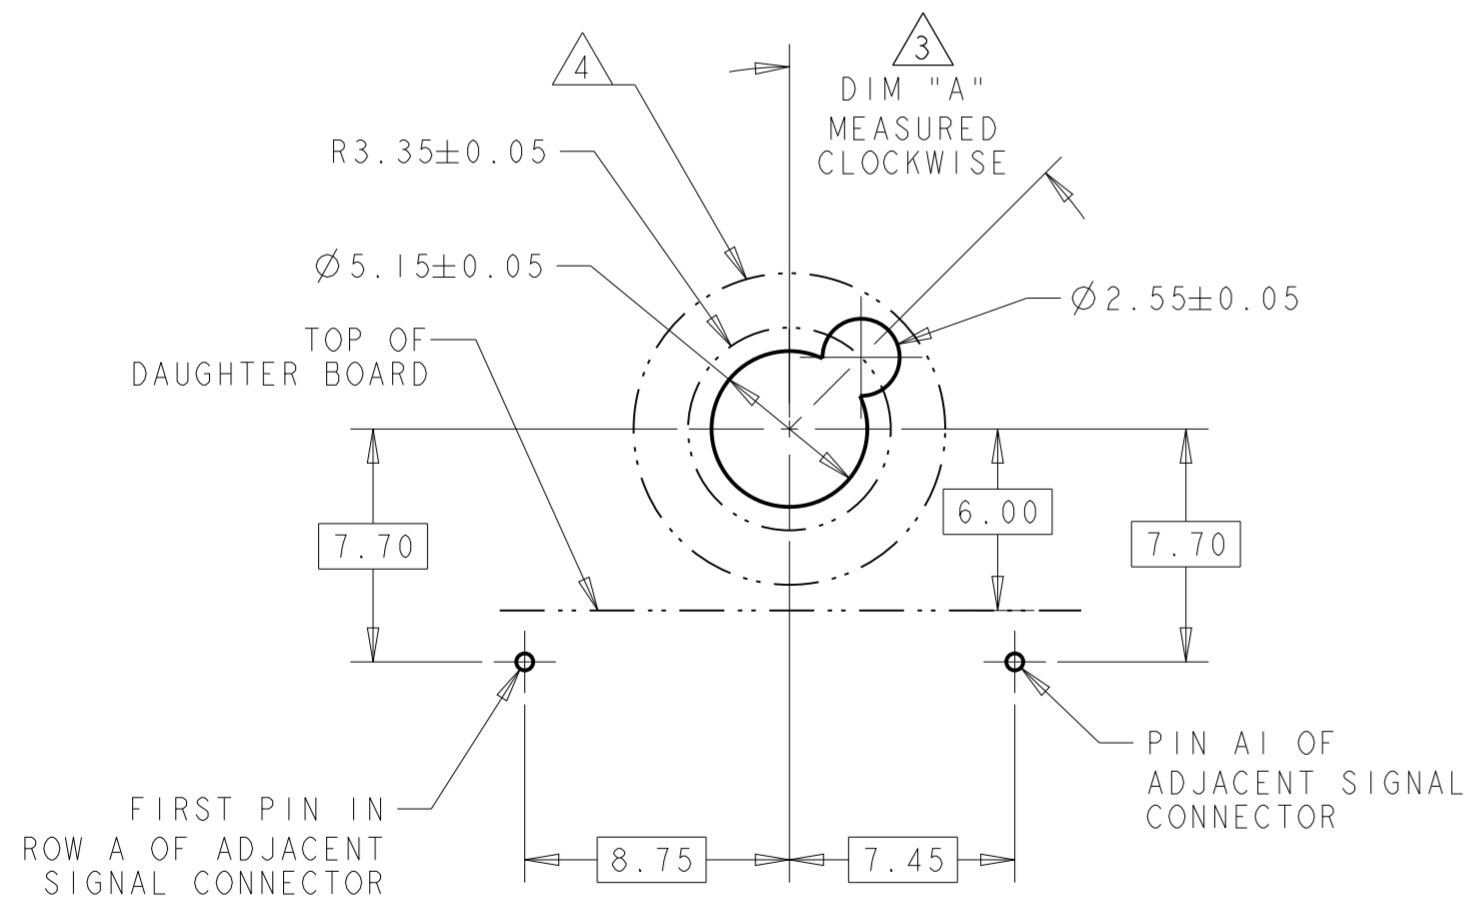 3
DIM "A"
MEASURED
CLOCKWISE
4
R3.35±0.05
Ø5.15±0.05
Ø2.55±0.05
TOP OF
DAUGHTER BOARD
7.70
6.00
7.70
PIN A1 OF
ADJACENT SIGNAL
CONNECTOR
FIRST PIN IN
ROW A OF ADJACENT
SIGNAL CONNECTOR
8.75
7.45